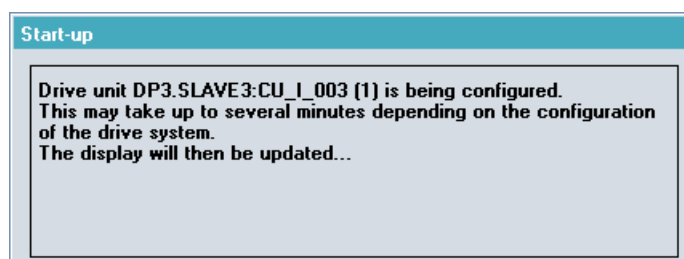 Start-up
Drive unit DP3.SLAVE3:CU_I_003 (1) is being configured.
This may take up to several minutes depending on the configuration
of the drive system.
The display will then be updated...